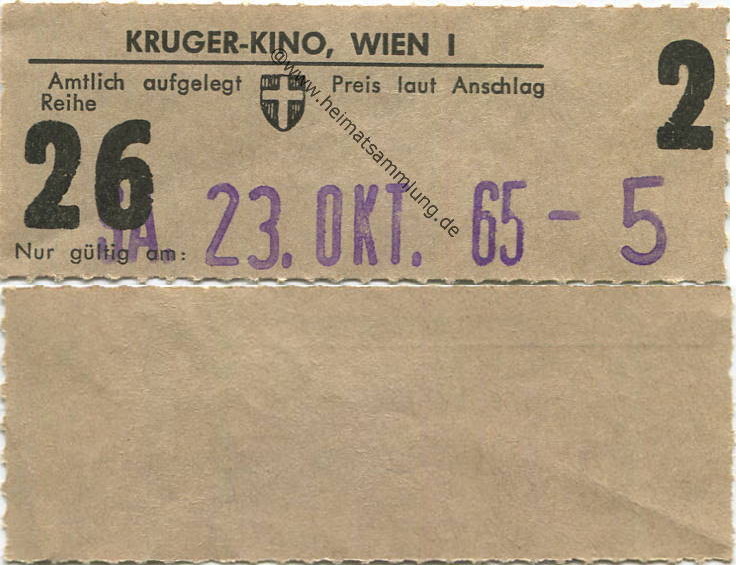 KRUGER-KINO, WIEN I
Amtlich aufgelegt Preis laut Anschlag
Reihe
26
2
SA. 23. OKT. 65 - 5
Nur gültig am:
@www.heimatsammlung.de